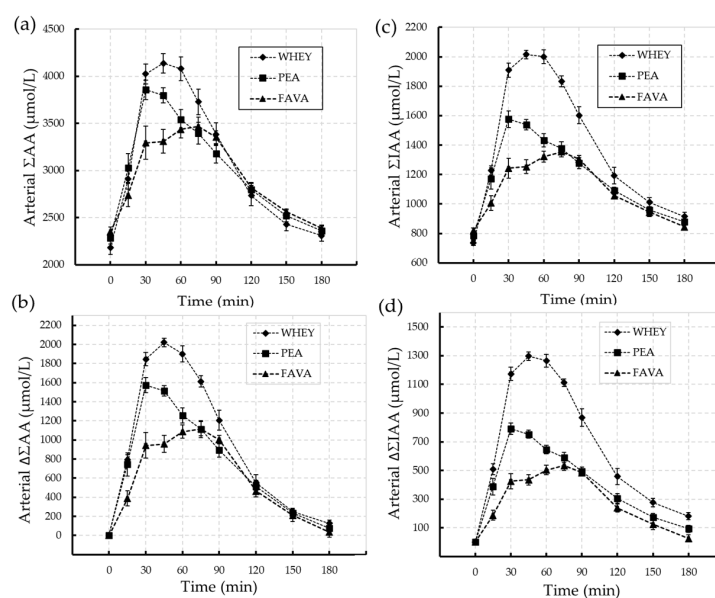 (a)
4500
4000
3500
3000
2500
2000
Arterial ΣAA (µmol/L)
WHEY
PEA
FAVA
0 30 60 90 120 150 180
Time (min)
(c)
2200
2000
1800
1600
1400
1200
1000
800
600
Arterial ΣIAA (µmol/L)
WHEY
PEA
FAVA
0 30 60 90 120 150 180
Time (min)
(b)
2200
2000
1800
1600
1400
1200
1000
800
600
400
200
0
Arterial ΔΣAA (µmol/L)
WHEY
PEA
FAVA
0 30 60 90 120 150 180
Time (min)
(d)
1500
1300
1100
900
700
500
300
100
Arterial ΔΣIAA (µmol/L)
WHEY
PEA
FAVA
0 30 60 90 120 150 180
Time (min)